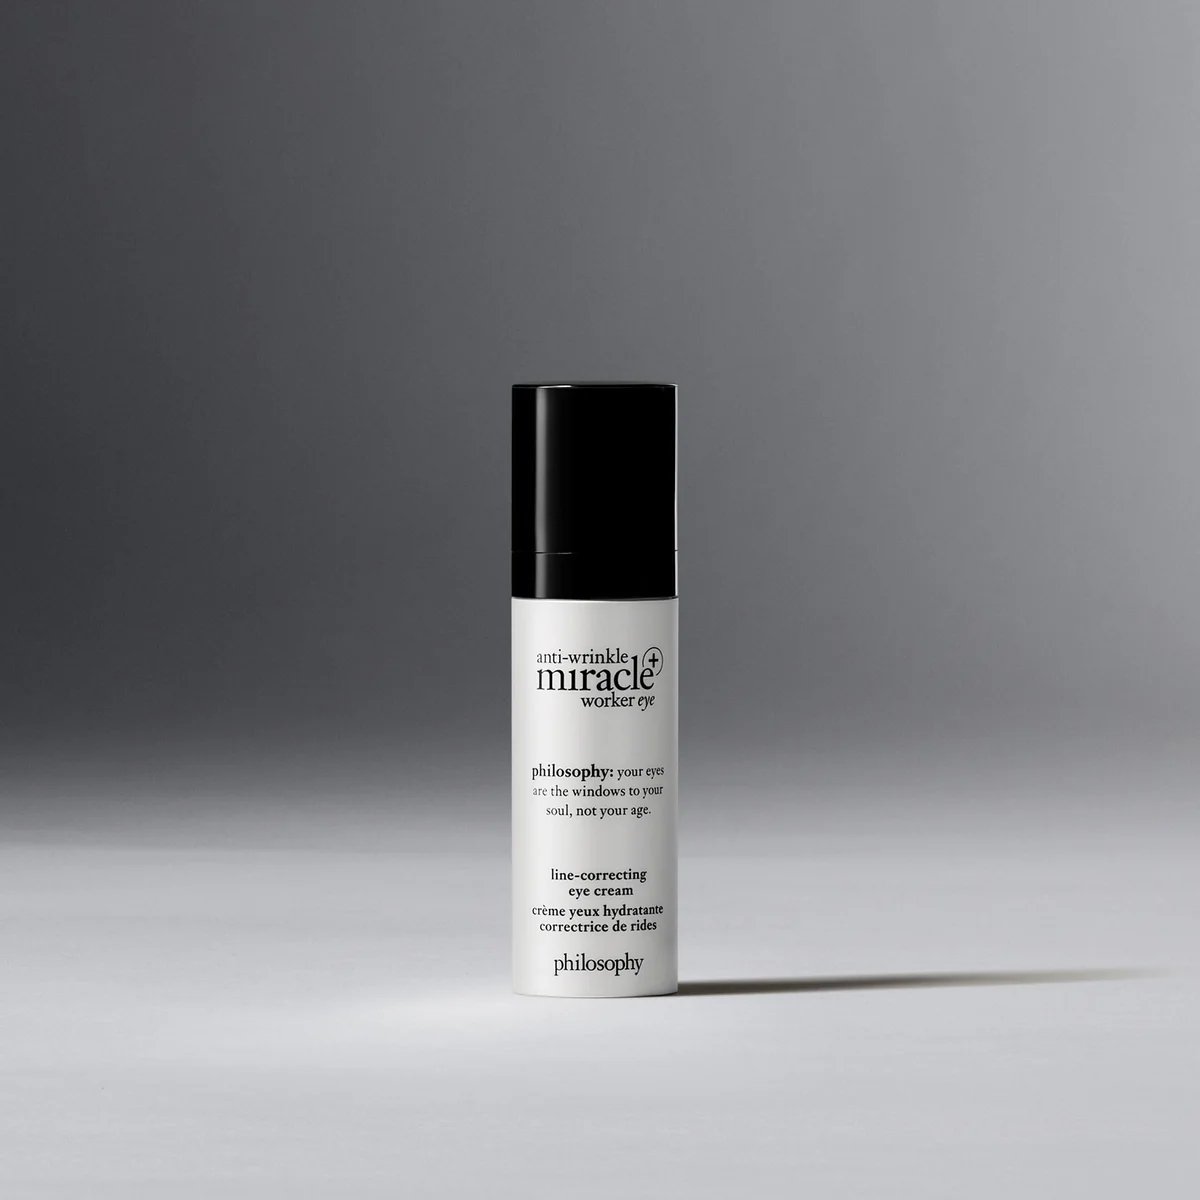 anti-wrinkle
miracle+
worker eye
philosophy: your eyes
are the windows to your
soul, not your age.
line-correcting
eye cream
crème yeux hydratante
correctrice de rides
philosophy